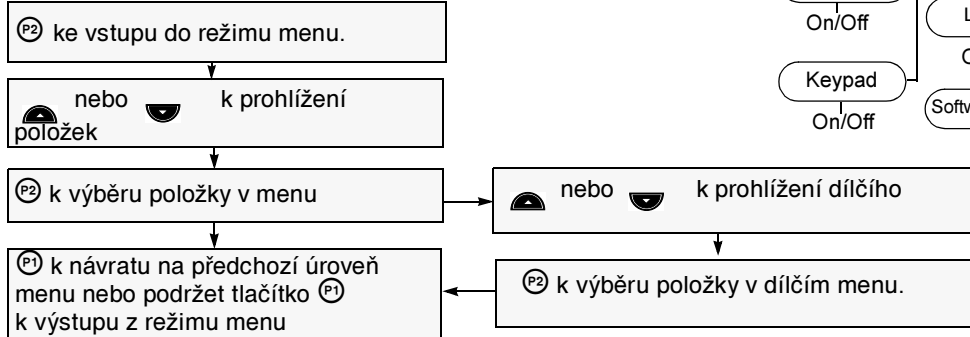 P2 ke vstupu do režimu menu.
nebo k prohlížení
položek
P2 k výběru položky v menu
P1 k návratu na předchozí úroveň
menu nebo podržet tlačítko P1
k výstupu z režimu menu
nebo k prohlížení dílčího
P2 k výběru položky v dílčím menu.
On/Off
Keypad
On/Off